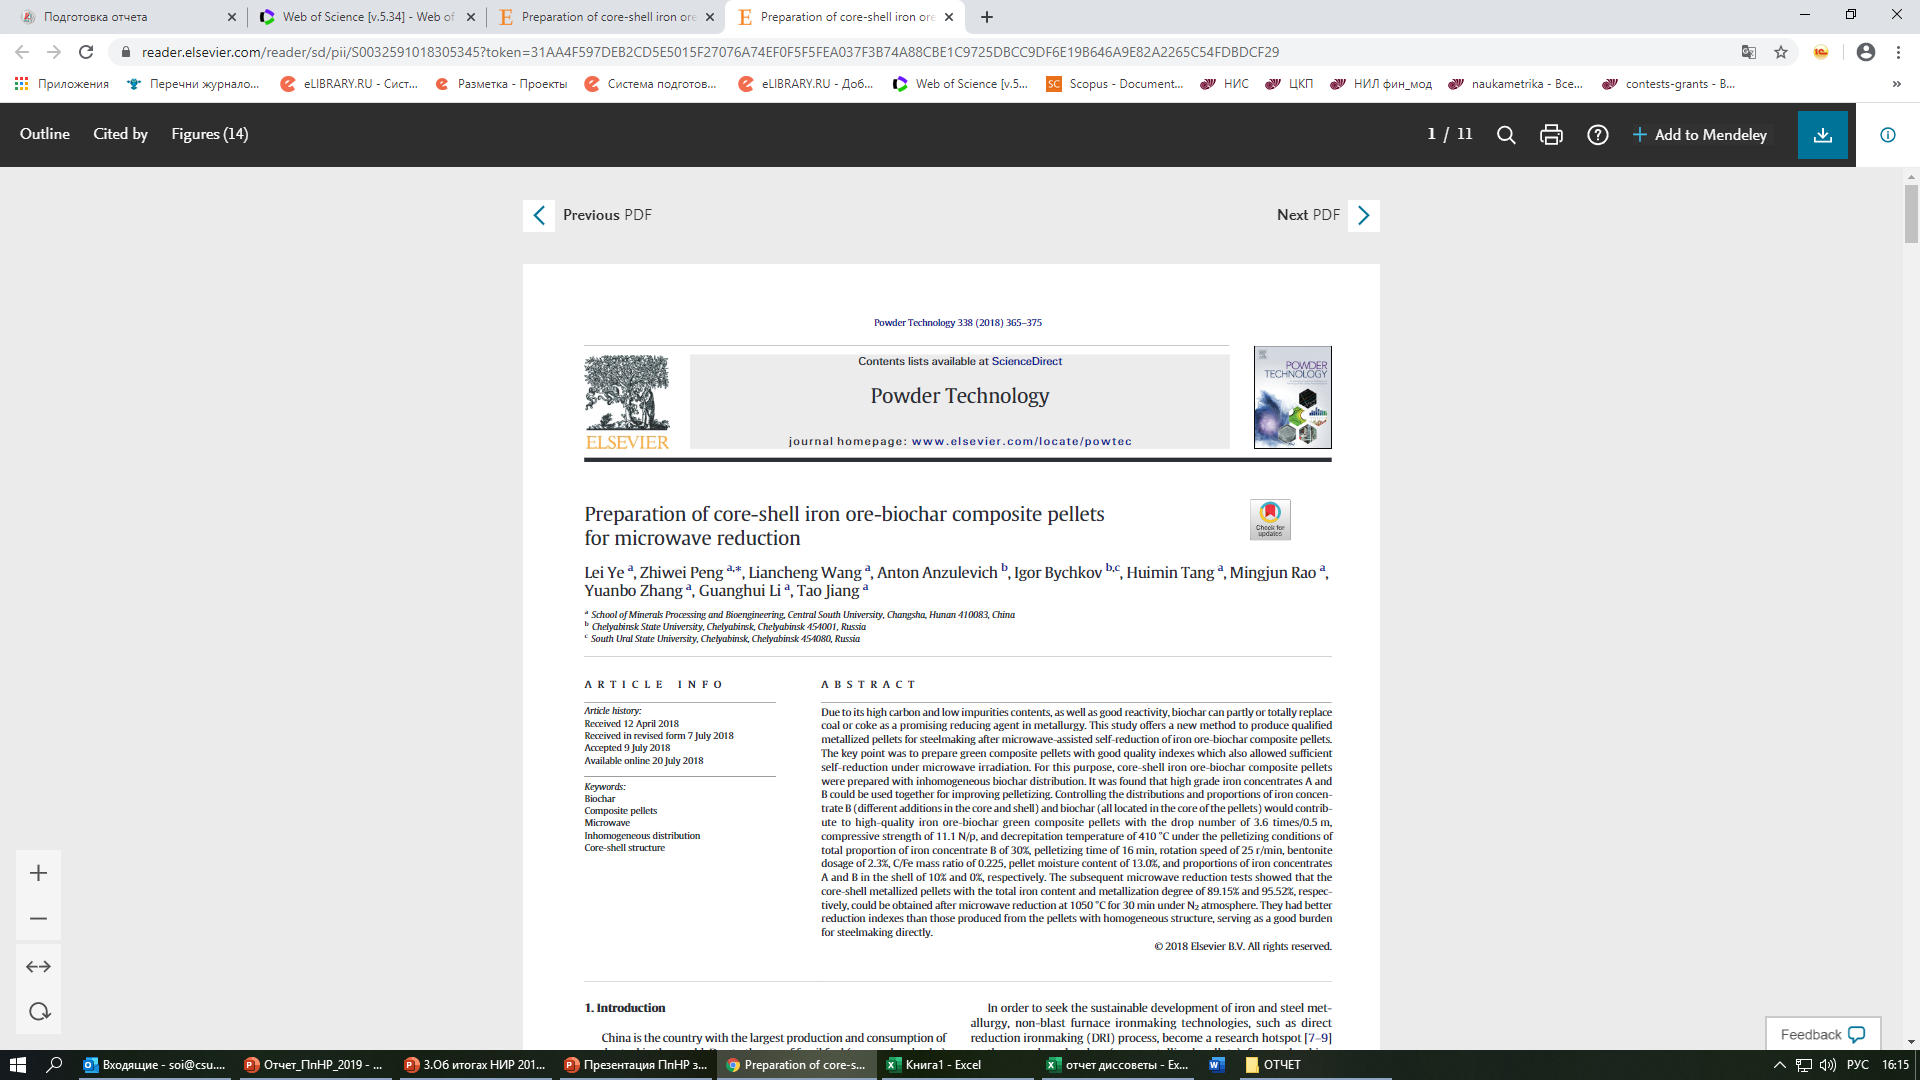 Подготовка отчета
Web of Science [v.5.34] - Web of
Preparation of core-shell iron ore
Preparation of core-shell iron ore
reader.elsevier.com/reader/sd/pii/S0032591018305345?token=31AA4F597DEB2CD5E5015F27076A74EF0F5F5FEA037F3B74A88CBE1C9725DBCC9DF6E19B646A9E82A2265C54FDBDCF29
Приложения
Перечни журнало...
eLIBRARY.RU - Сист...
Разметка - Проекты
Система подготов...
eLIBRARY.RU - Доб...
Web of Science [v.5...
SC Scopus - Document...
НИС
ЦКП
НИЛ фин_мод
naukametrika - Все...
contests-grants - В...
»
Outline
Cited by
Figures (14)
1 / 11
Add to Mendeley
Previous PDF
Next PDF
Powder Technology 338 (2018) 365–375
Contents lists available at ScienceDirect
Powder Technology
journal homepage: www.elsevier.com/locate/powtec
ELSEVIER
POWDER
TECHNOLOGY
Preparation of core-shell iron ore-biochar composite pellets
for microwave reduction
Check for
updates
Lei Ye a, Zhiwei Peng a,*, Liancheng Wang a, Anton Anzulevich b, Igor Bychkov b,c, Huimin Tang a, Mingjun Rao a,
Yuanbo Zhang a, Guanghui Li a, Tao Jiang a
a School of Minerals Processing and Bioengineering, Central South University, Changsha, Hunan 410083, China
b Chelyabinsk State University, Chelyabinsk, Chelyabinsk 454001, Russia
c South Ural State University, Chelyabinsk, Chelyabinsk 454080, Russia
ARTICLE INFO
Article history:
Received 12 April 2018
Received in revised form 7 July 2018
Accepted 9 July 2018
Available online 20 July 2018
Keywords:
Biochar
Composite pellets
Microwave
Inhomogeneous distribution
Core-shell structure
ABSTRACT
Due to its high carbon and low impurities contents, as well as good reactivity, biochar can partly or totally replace
coal or coke as a promising reducing agent in metallurgy. This study offers a new method to produce qualified
metallized pellets for steelmaking after microwave-assisted self-reduction of iron ore-biochar composite pellets.
The key point was to prepare green composite pellets with good quality indexes which also allowed sufficient
self-reduction under microwave irradiation. For this purpose, core-shell iron ore-biochar composite pellets
were prepared with inhomogeneous biochar distribution. It was found that high grade iron concentrates A and
B could be used together for improving pelletizing. Controlling the distributions and proportions of iron concen-
trate B (different additions in the core and shell) and biochar (all located in the core of the pellets) would contrib-
ute to high-quality iron ore-biochar green composite pellets with the drop number of 3.6 times/0.5 m,
compressive strength of 11.1 N/p, and decrepitation temperature of 410 °C under the pelletizing conditions of
total proportion of iron concentrate B of 30%, pelletizing time of 16 min, rotation speed of 25 r/min, bentonite
dosage of 2.3%, C/Fe mass ratio of 0.225, pellet moisture content of 13.0%, and proportions of iron concentrates
A and B in the shell of 10% and 0%, respectively. The subsequent microwave reduction tests showed that the
core-shell metallized pellets with the total iron content and metallization degree of 89.15% and 95.52%, respec-
tively, could be obtained after microwave reduction at 1050 °C for 30 min under N2 atmosphere. They had better
reduction indexes than those produced from the pellets with homogeneous structure, serving as a good burden
for steelmaking directly.
© 2018 Elsevier B.V. All rights reserved.
1. Introduction
China is the country with the largest production and consumption of
In order to seek the sustainable development of iron and steel met-
allurgy, non-blast furnace ironmaking technologies, such as direct
reduction ironmaking (DRI) process, become a research hotspot [7–9]
Feedback
Входящие - soi@csu....
Отчет_ПпНР_2019 - ...
3.Об итогах НИР 201...
Презентация ПпНР з...
Preparation of core-s...
Книга1 - Excel
отчет диссоветы - Ex...
ОТЧЕТ
РУС
16:15